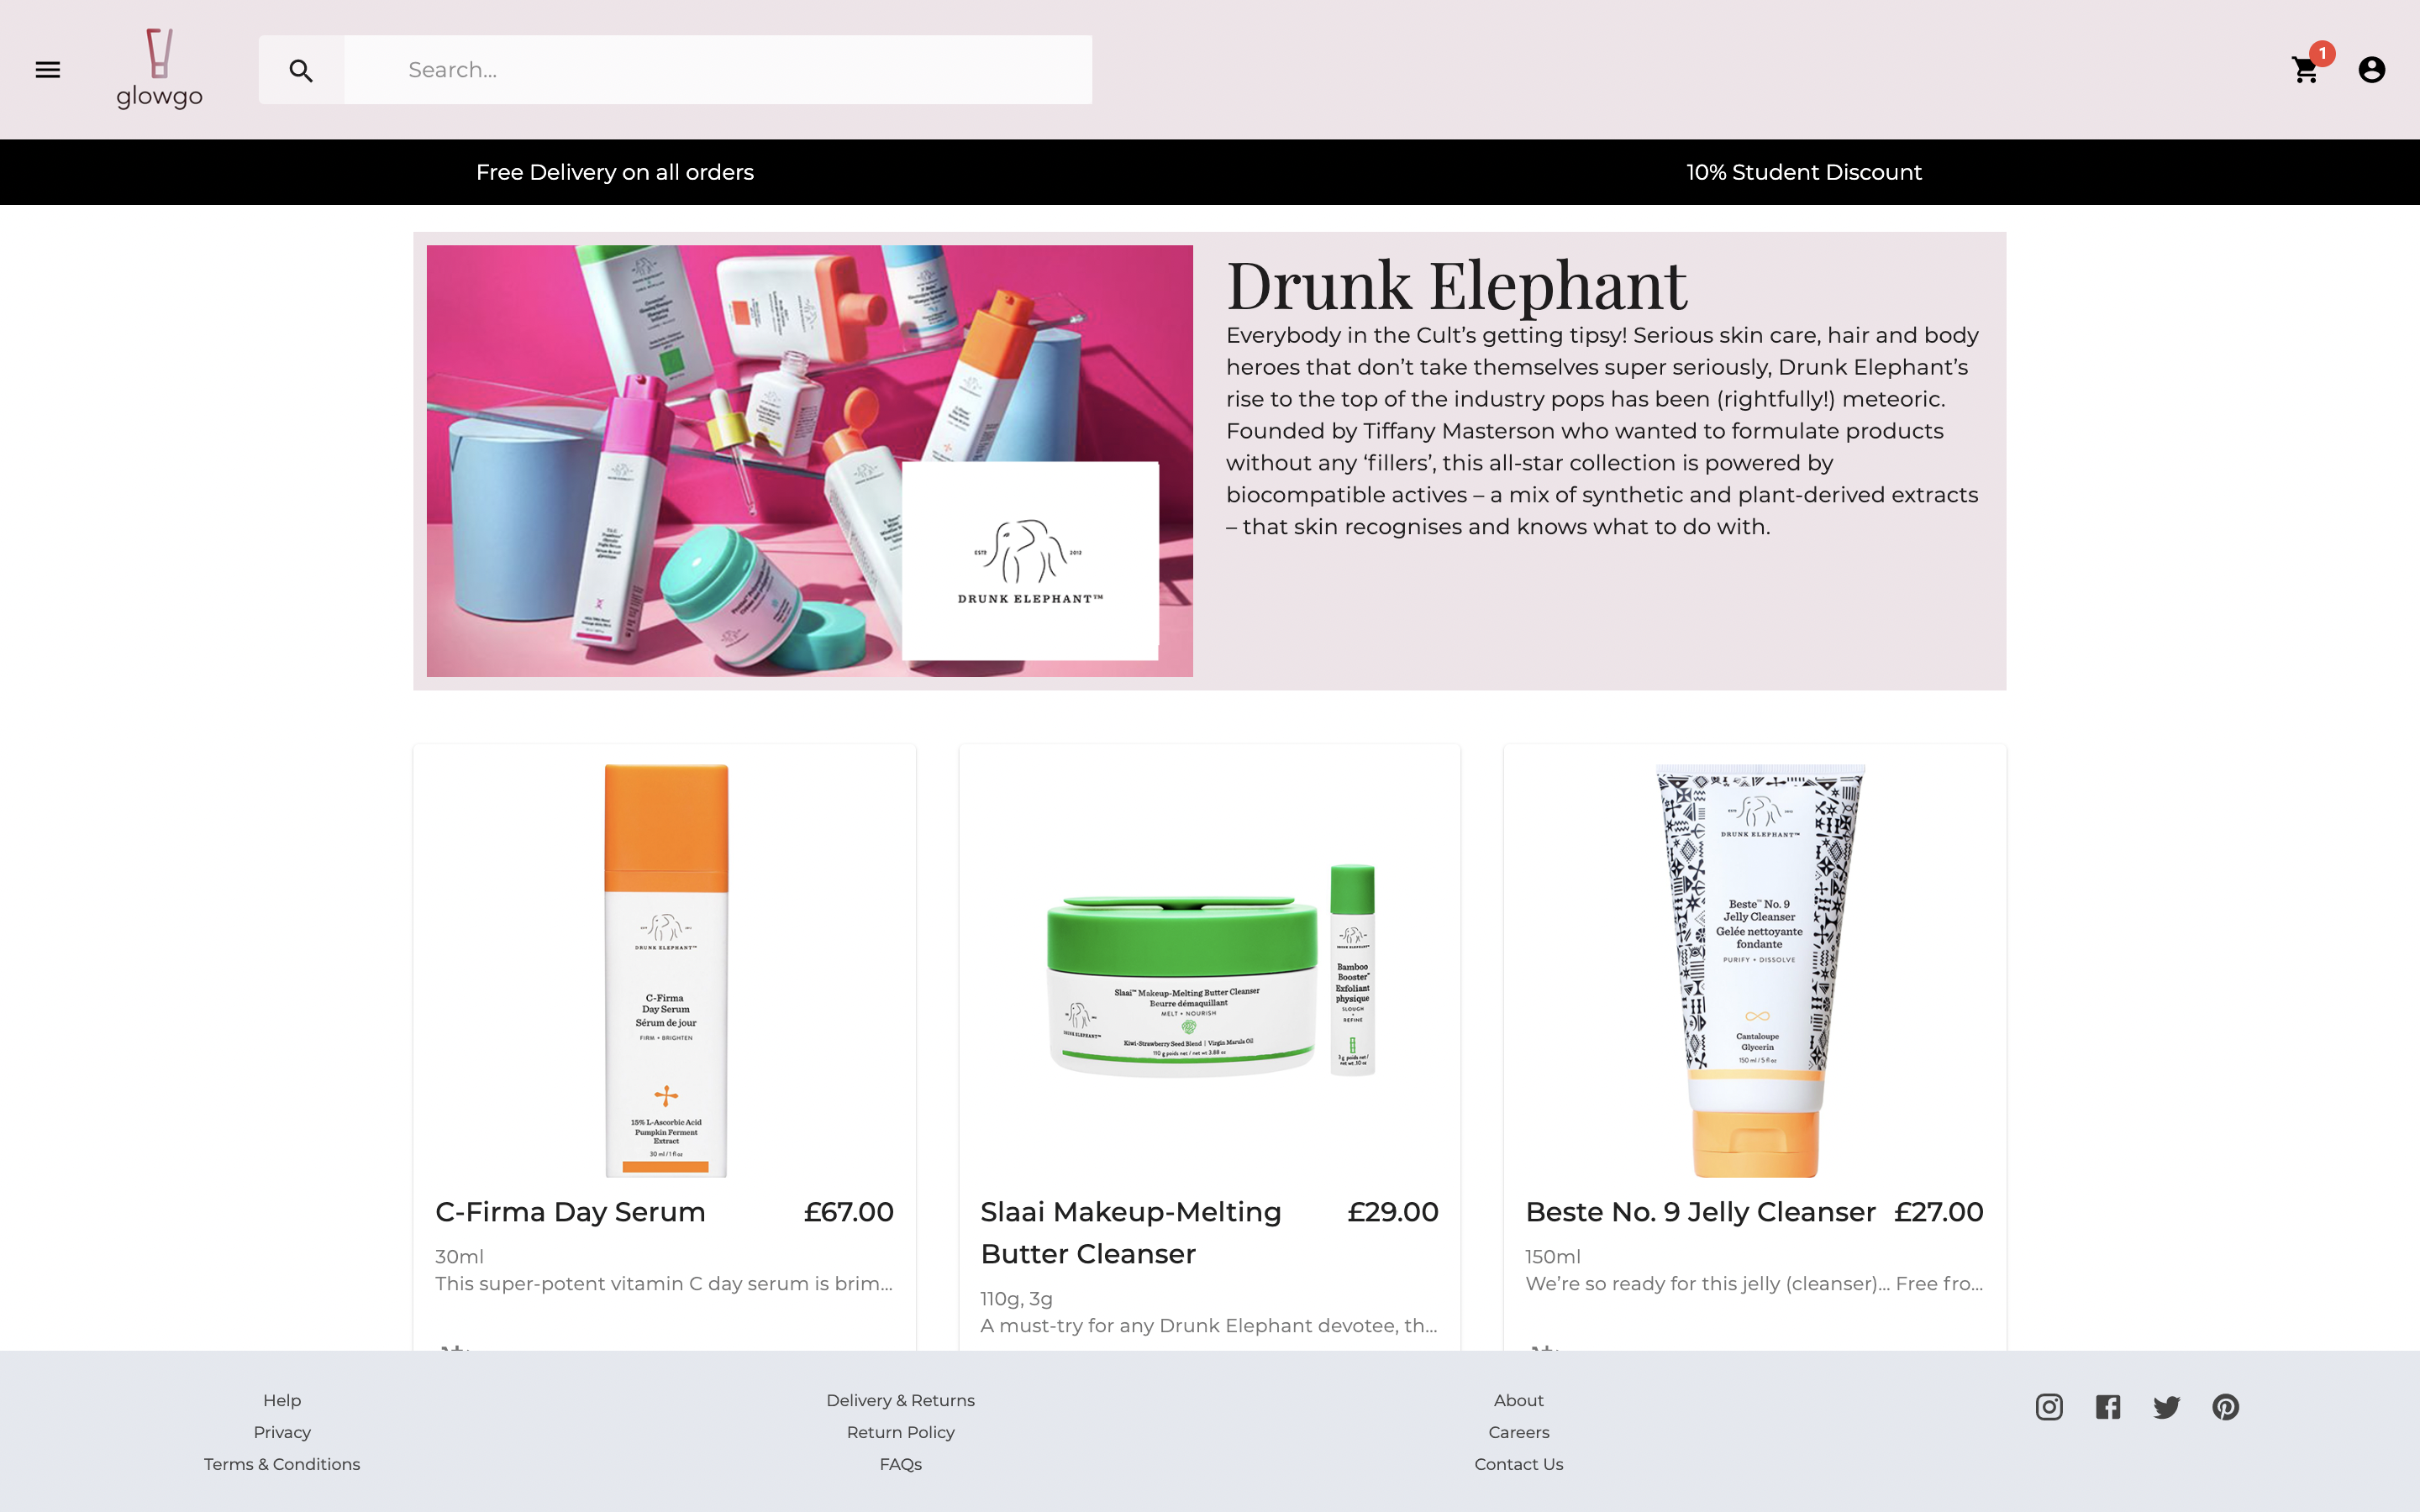 glowgo
Search...
1
Free Delivery on all orders
10% Student Discount
ESTD 2012
DRUNK ELEPHANT™
Drunk Elephant
Everybody in the Cult’s getting tipsy! Serious skin care, hair and body
heroes that don’t take themselves super seriously, Drunk Elephant’s
rise to the top of the industry pops has been (rightfully!) meteoric.
Founded by Tiffany Masterson who wanted to formulate products
without any ‘fillers’, this all-star collection is powered by
biocompatible actives – a mix of synthetic and plant-derived extracts
– that skin recognises and knows what to do with.
DRUNK ELEPHANT™
C-Firma
Day Serum
Sérum de jour
FIRM • BRIGHTEN
15% L-Ascorbic Acid
Pumpkin Ferment
Extract
30 ml / 1 fl oz
C-Firma Day Serum £67.00
30ml
This super-potent vitamin C day serum is brim...
Slaai™ Makeup-Melting Butter Cleanser
Beurre démaquillant
MELT • NOURISH
DRUNK ELEPHANT™
Kiwi-Strawberry Seed Blend | Virgin Marula Oil
110 g poids net / net wt 3.88 oz
DRUNK ELEPHANT™
Bamboo
Booster™
Exfoliant
physique
SLOUGH
+
REFINE
3 g poids net /
net wt .10 oz
Slaai Makeup-Melting £29.00
Butter Cleanser
110g, 3g
A must-try for any Drunk Elephant devotee, th...
DRUNK ELEPHANT™
Beste™ No. 9
Jelly Cleanser
Gelée nettoyante
fondante
PURIFY • DISSOLVE
Cantaloupe
Glycerin
150 ml / 5 fl oz
Beste No. 9 Jelly Cleanser £27.00
150ml
We’re so ready for this jelly (cleanser)... Free fro...
Help
Privacy
Terms & Conditions
Delivery & Returns
Return Policy
FAQs
About
Careers
Contact Us